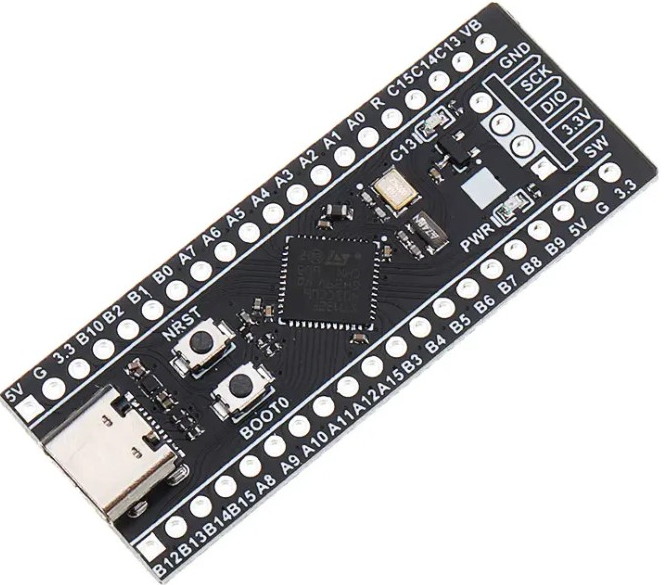 5V G 3.3 B10 B2 B1 B0 A7 A6 A5 A4 A3 A2 A1 A0 R C15 C14 C13 VB
GND
SCK
DIO
3.3V
SW
C13
PWR
NRST
BOOT0
B12 B13 B14 B15 A8 A9 A10 A11 A12 A15 B3 B4 B5 B6 B7 B8 B9 5V G 3.3